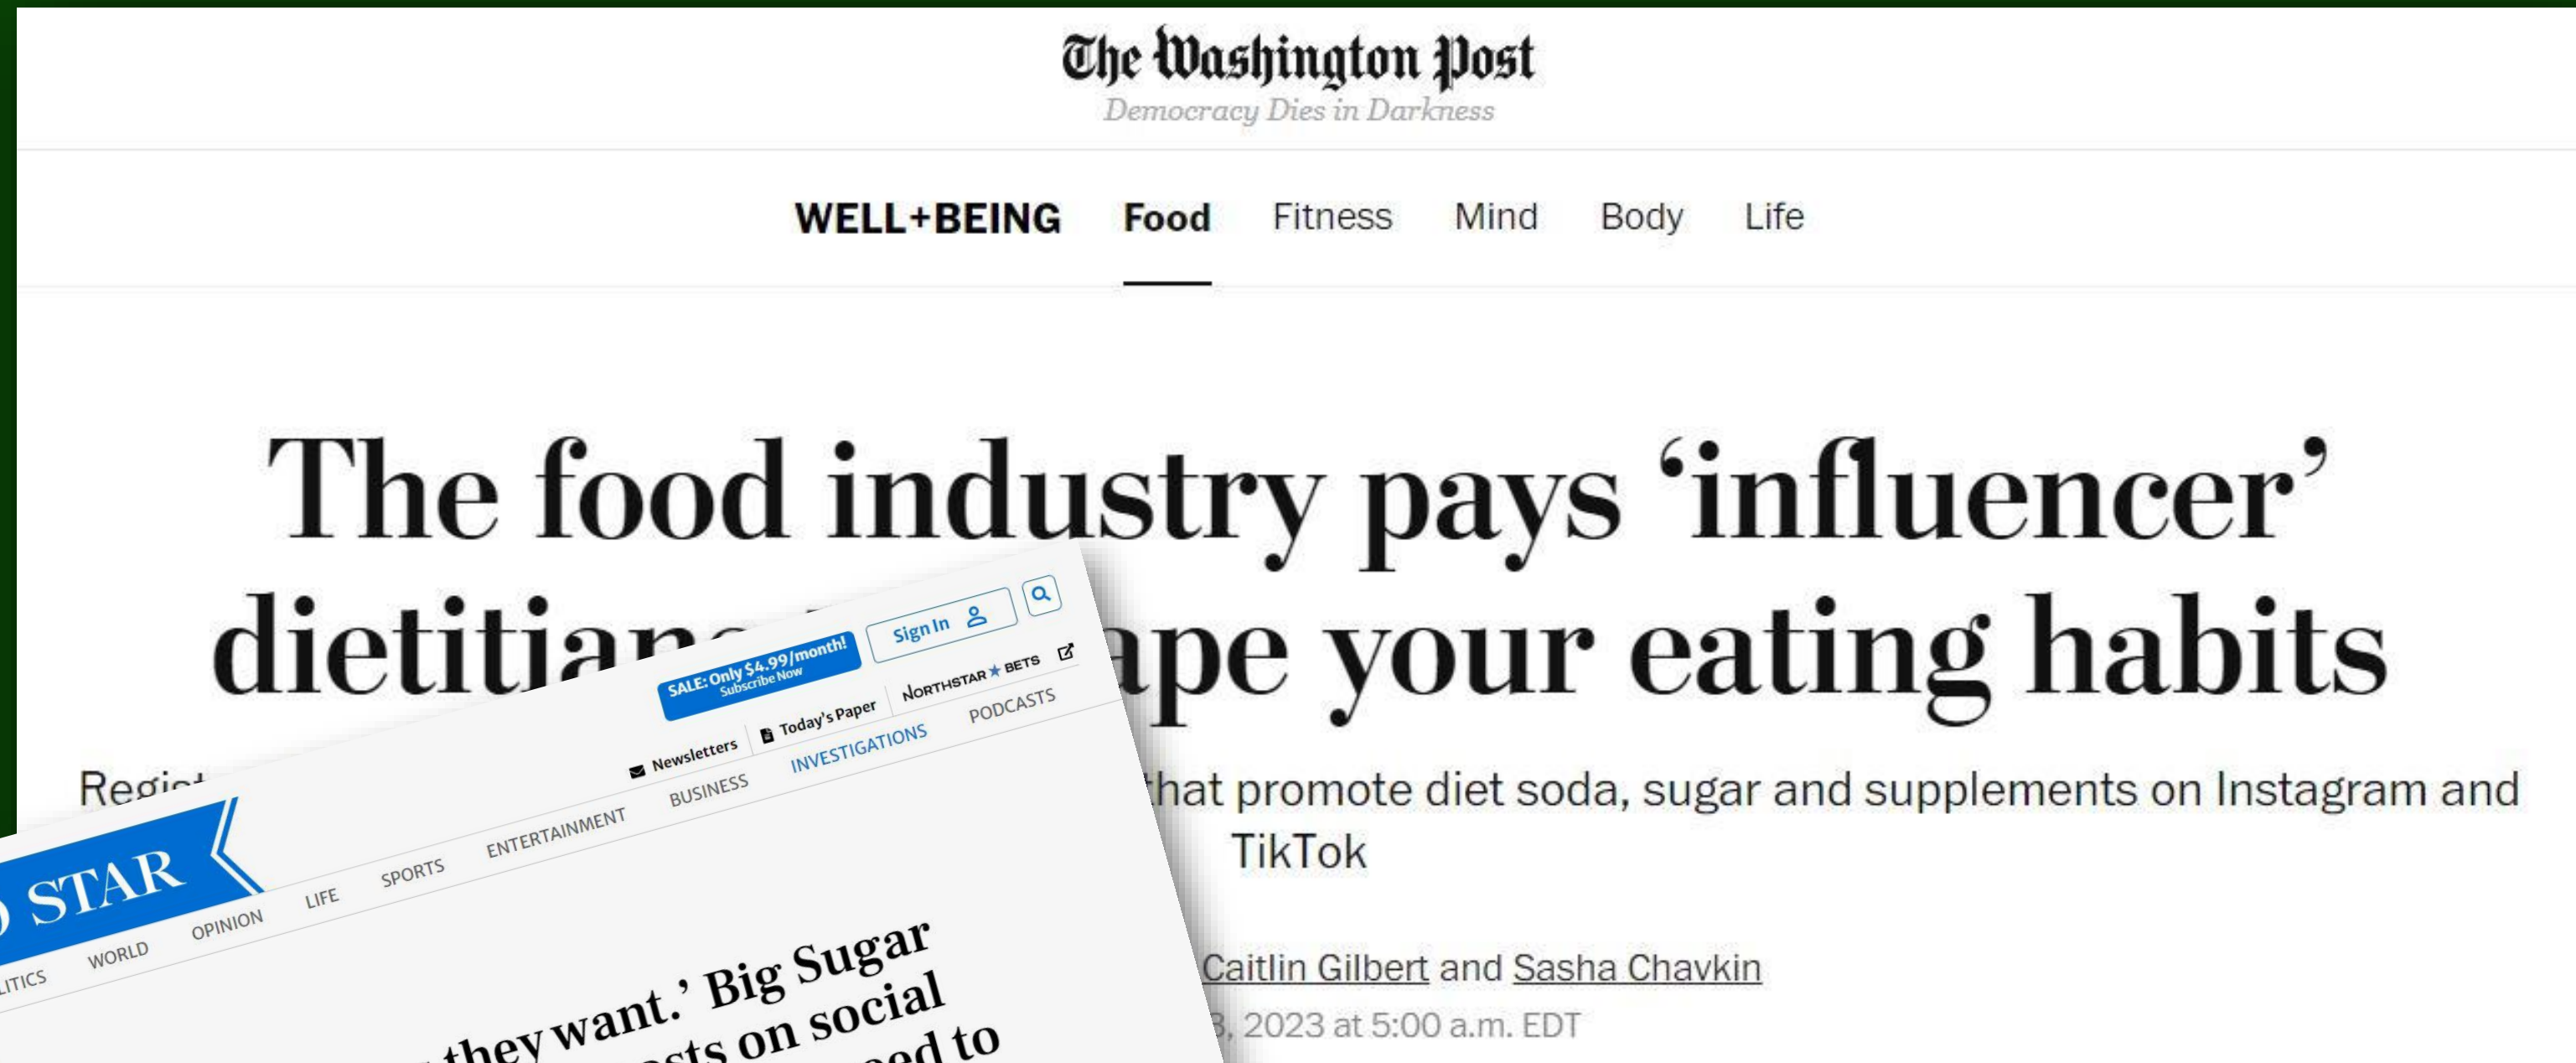 The Washington Post
Democracy Dies in Darkness
WELL+BEING Food Fitness Mind Body Life
The food industry pays ‘influencer’
your eating habits
that promote diet soda, sugar and supplements on Instagram and
TikTok
Caitlin Gilbert and Sasha Chavkin
2023 at 5:00 a.m. EDT
Sign In
SALE: Only $4.99/month!
Subscribe Now
Newsletters Today's Paper NORTHSTAR BETS
STAR
WORLD OPINION LIFE SPORTS ENTERTAINMENT BUSINESS INVESTIGATIONS PODCASTS
they want.’ Big Sugar
on social
to